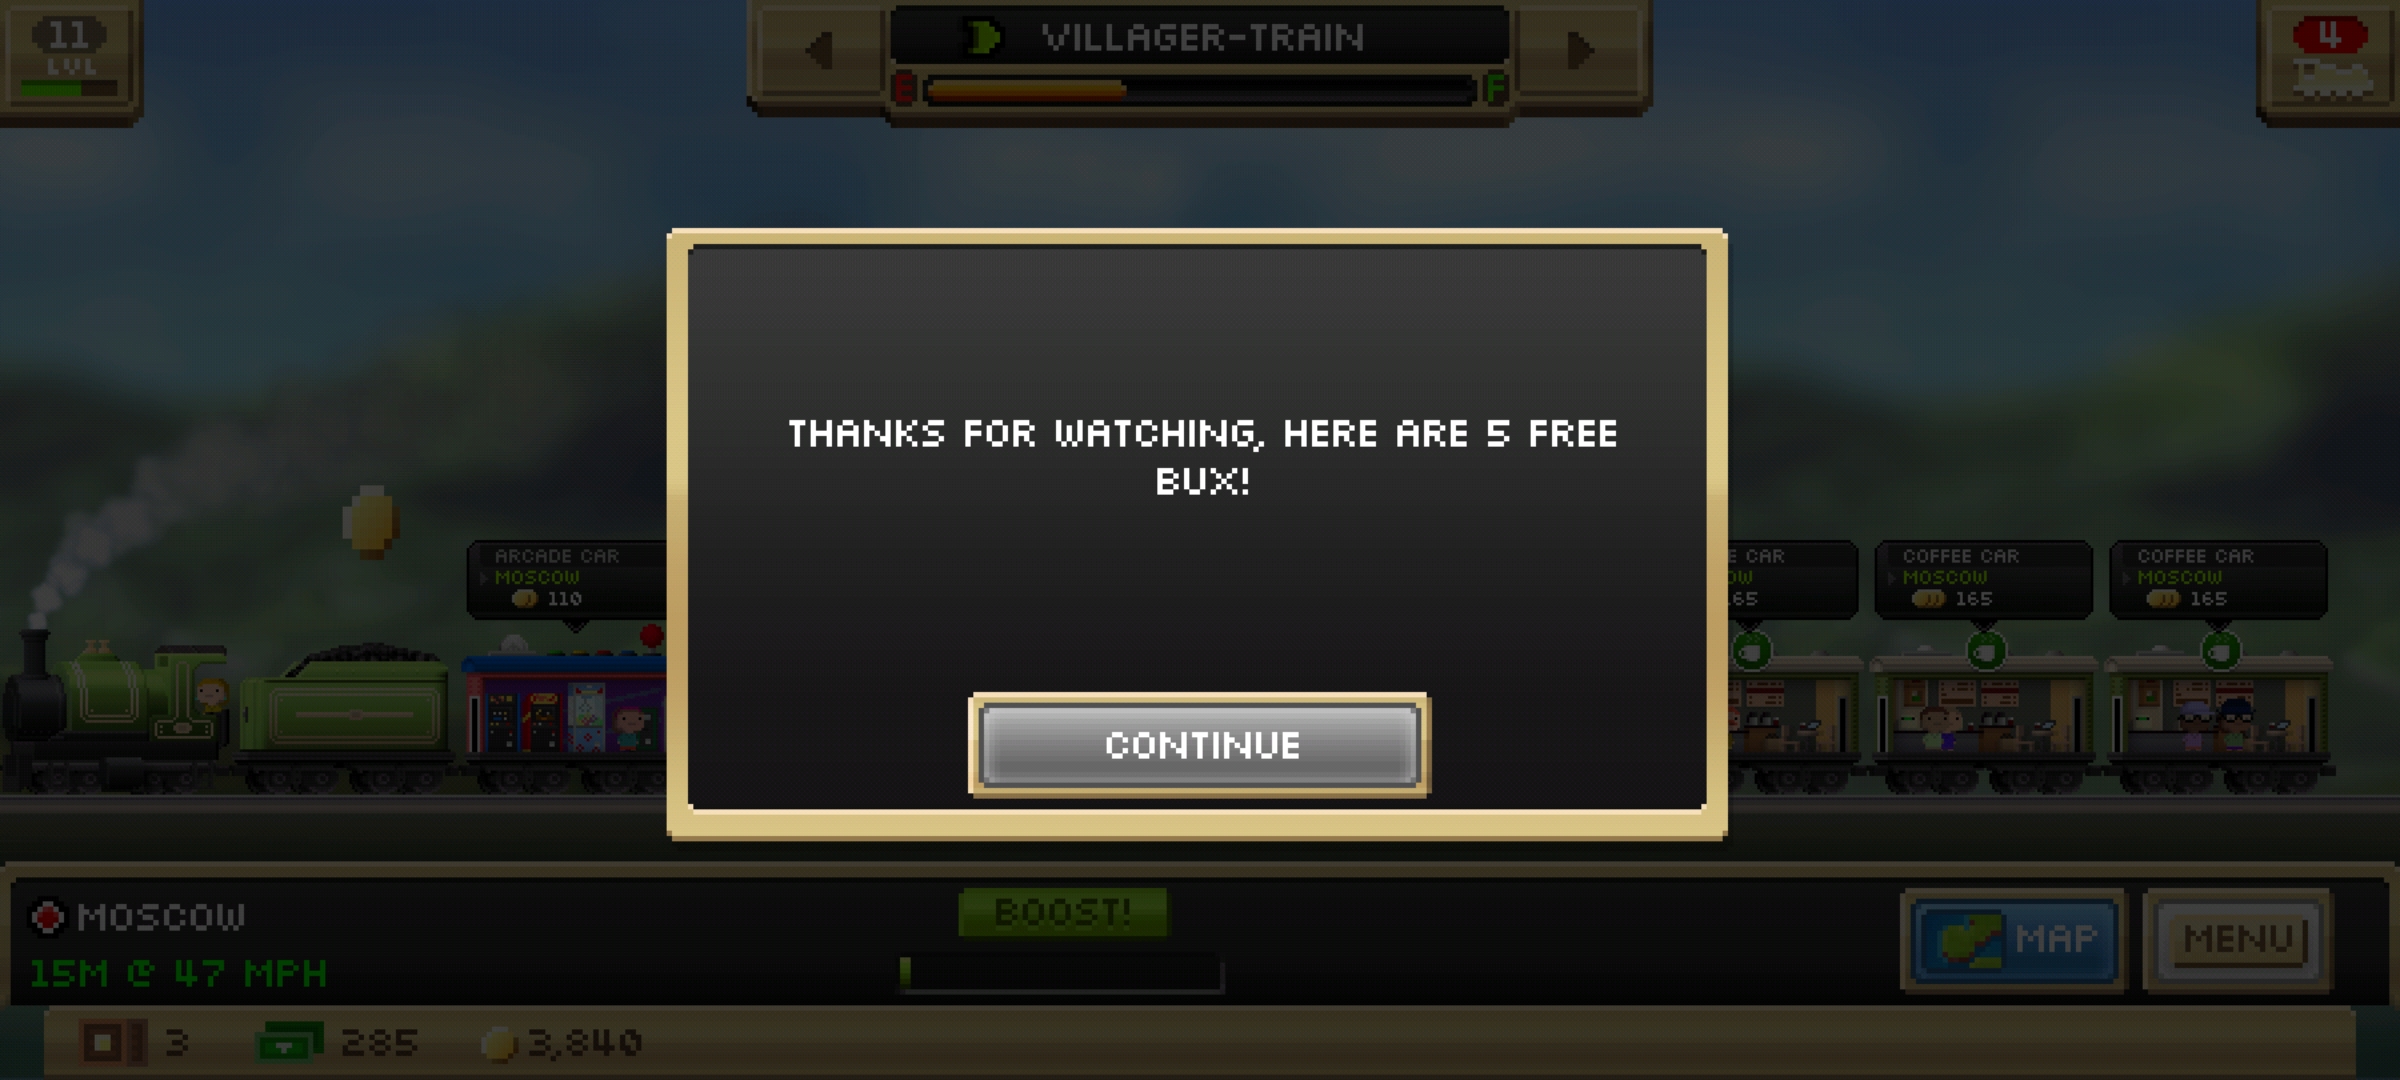 11
LVL
VILLAGER-TRAIN
E F
4
THANKS FOR WATCHING, HERE ARE 5 FREE
BUX!
CONTINUE
ARCADE CAR
MOSCOW
110
E CAR
OW
165
COFFEE CAR
MOSCOW
165
COFFEE CAR
MOSCOW
165
MOSCOW
15M @ 47 MPH
BOOST!
MAP
MENU
3 285 3,840